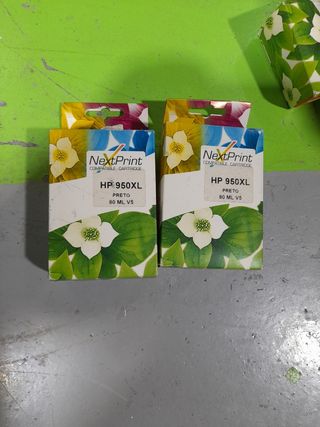 NextPrint
COMPATIBLE CARTRIDGE
HP 950XL
PRETO
80 ML V5
NextPrint
COMPATIBLE CARTRIDGE
HP 950XL
PRETO
80 ML V5